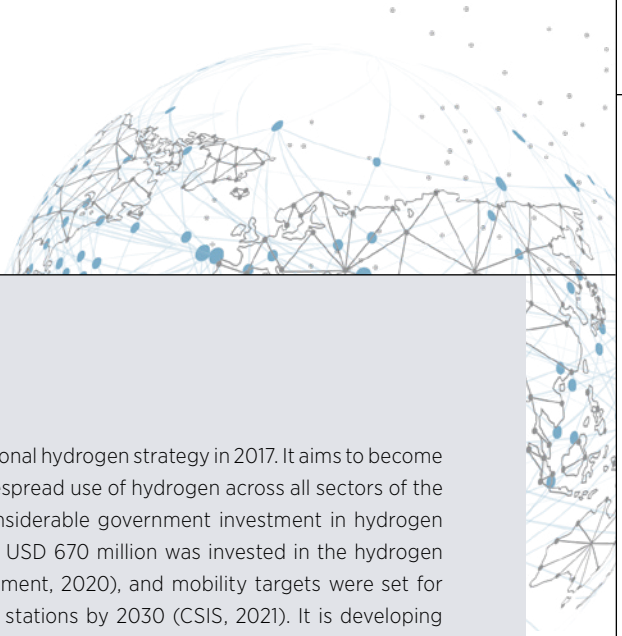 onal hydrogen strategy in 2017. It aims to become
espread use of hydrogen across all sectors of the
nsiderable government investment in hydrogen
USD 670 million was invested in the hydrogen
ment, 2020), and mobility targets were set for
stations by 2030 (CSIS, 2021). It is developing